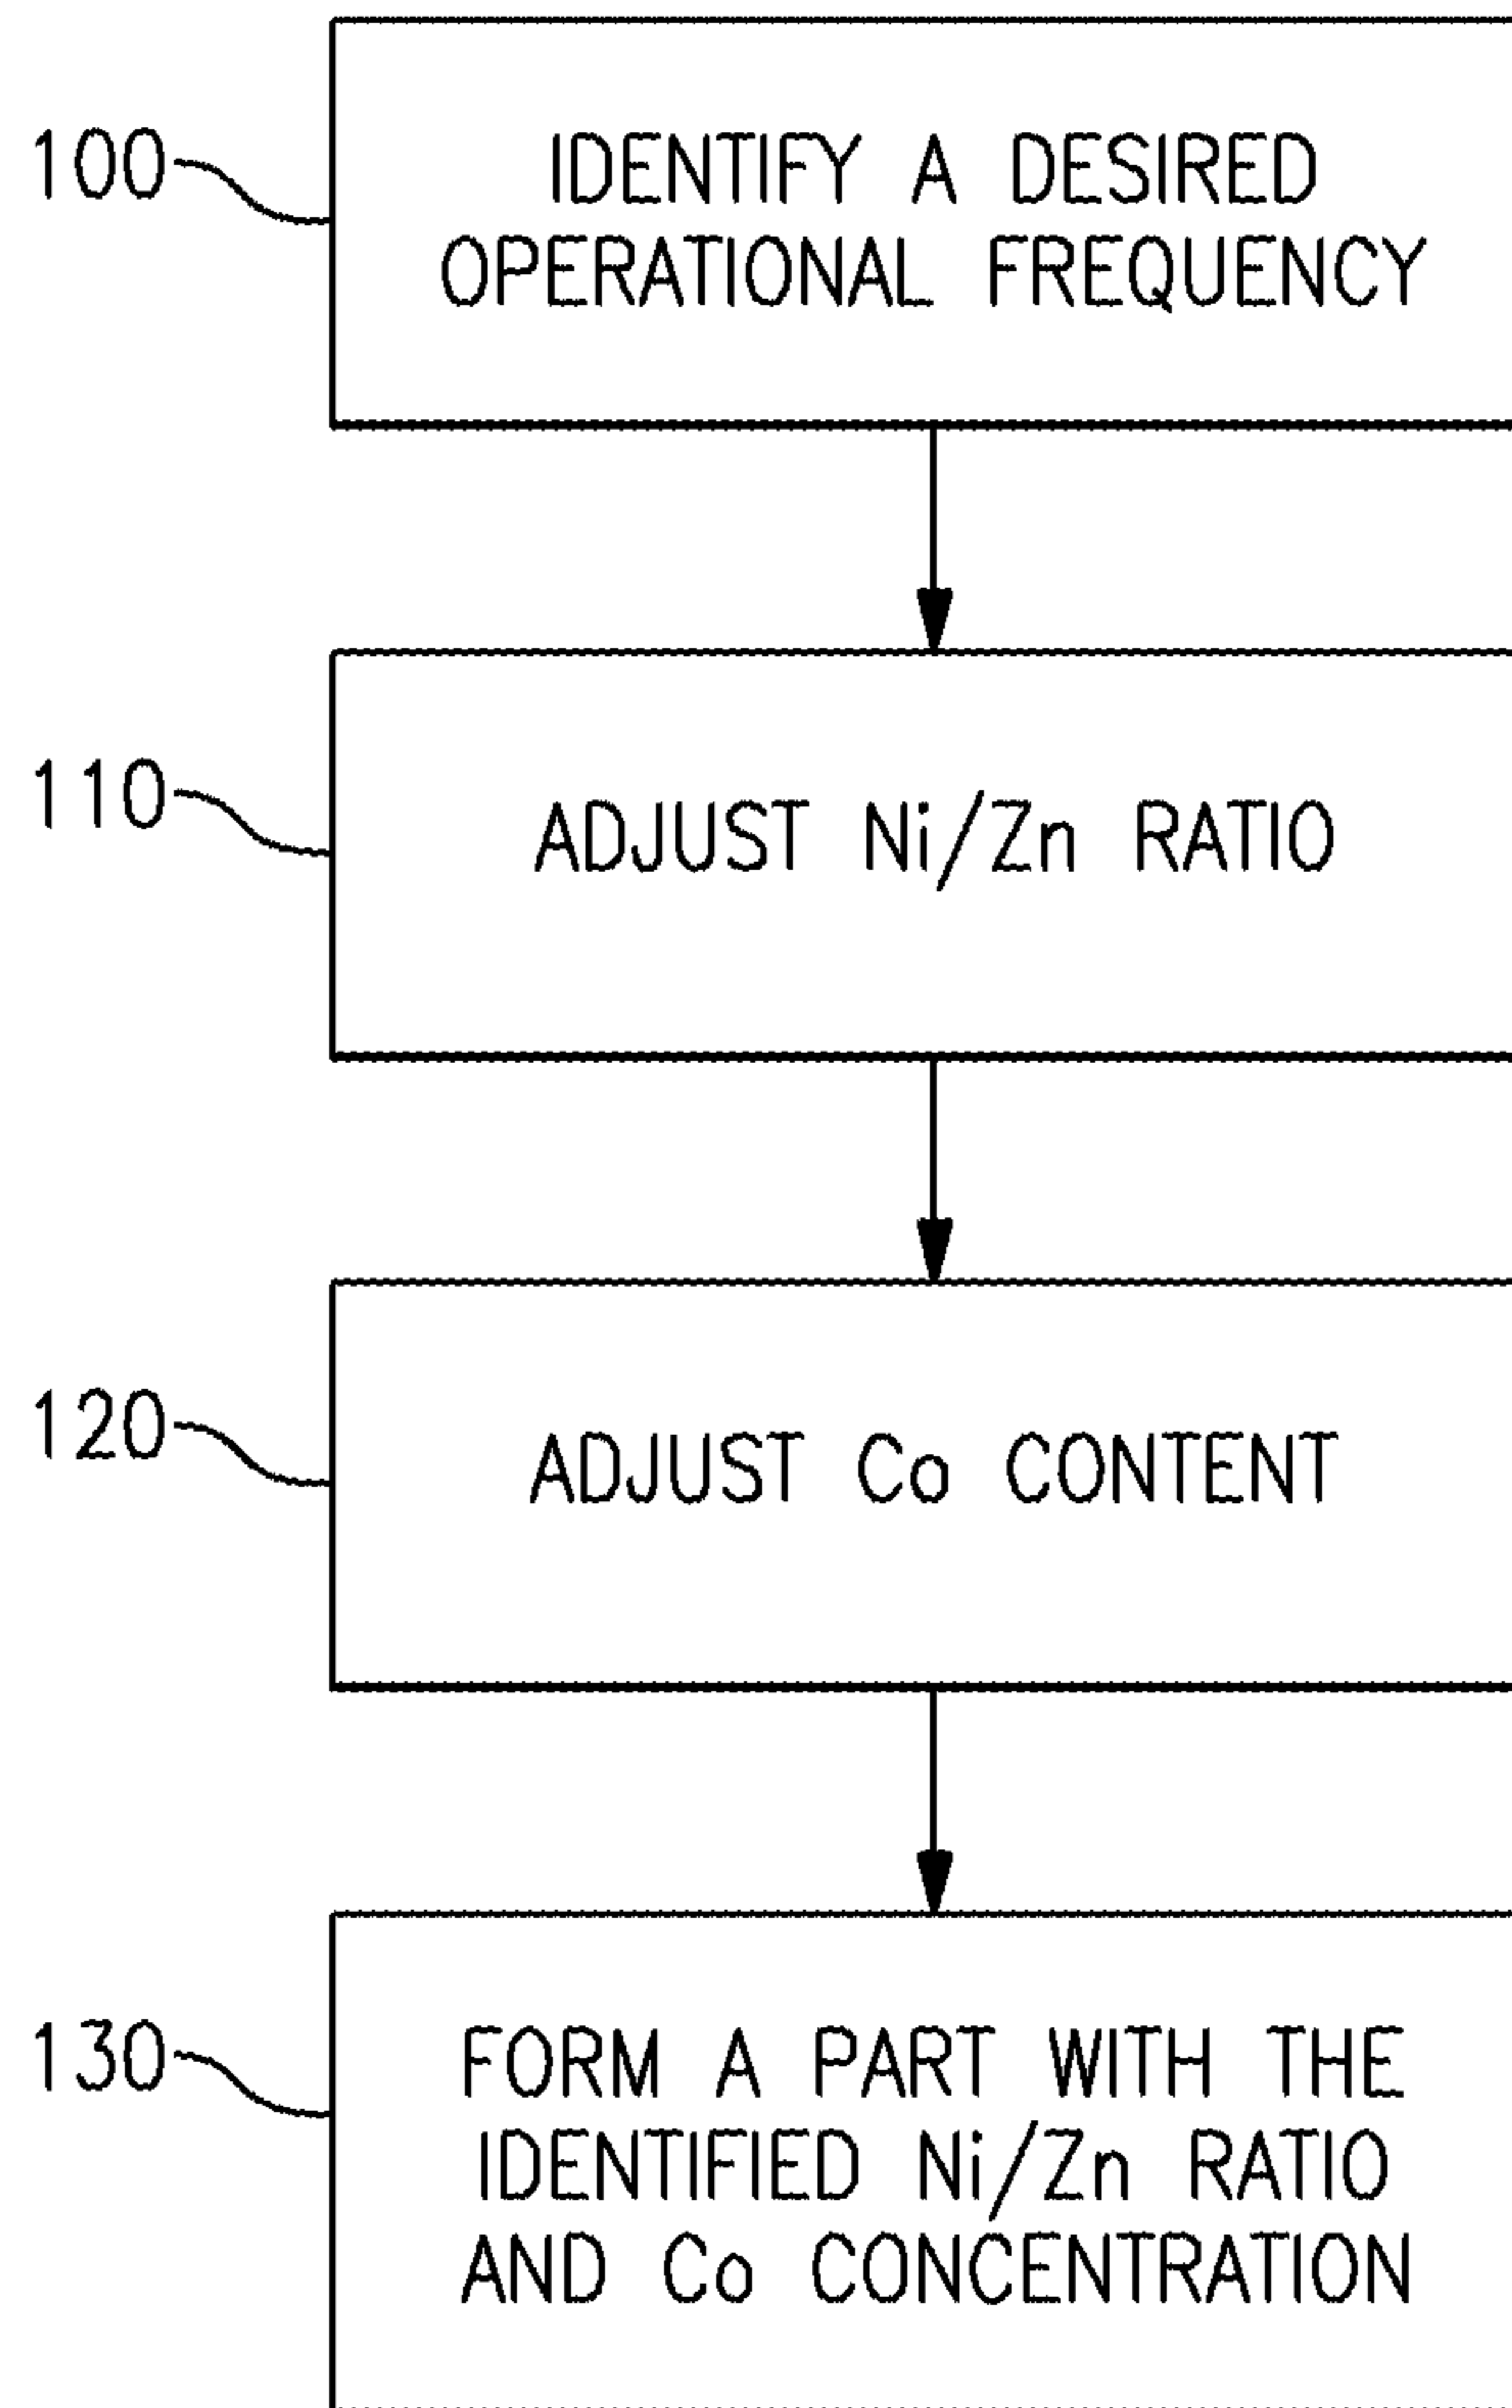 100
IDENTIFY A DESIRED
OPERATIONAL FREQUENCY
110
ADJUST Ni/Zn RATIO
120
ADJUST Co CONTENT
130
FORM A PART WITH THE
IDENTIFIED Ni/Zn RATIO
AND Co CONCENTRATION